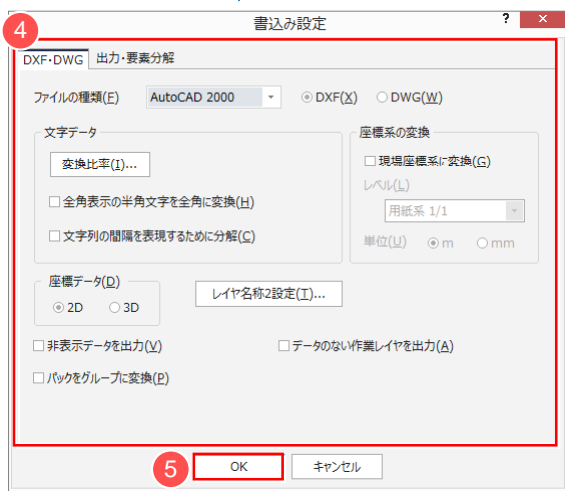 4
書込み設定
? ×
DXF・DWG 出力・要素分解
ファイルの種類(F) AutoCAD 2000 DXF(X) DWG(W)
文字データ
変換比率(I)...
全角表示の半角文字を全角に変換(H)
文字列の間隔を表現するために分解(C)
座標系の変換
現場座標系に変換(G)
レベル(L)
用紙系 1/1
単位(U) m mm
座標データ(D)
2D 3D
レイヤ名称2設定(T)...
非表示データを出力(V) データのない作業レイヤを出力(A)
パックをグループに変換(P)
5
OK キャンセル